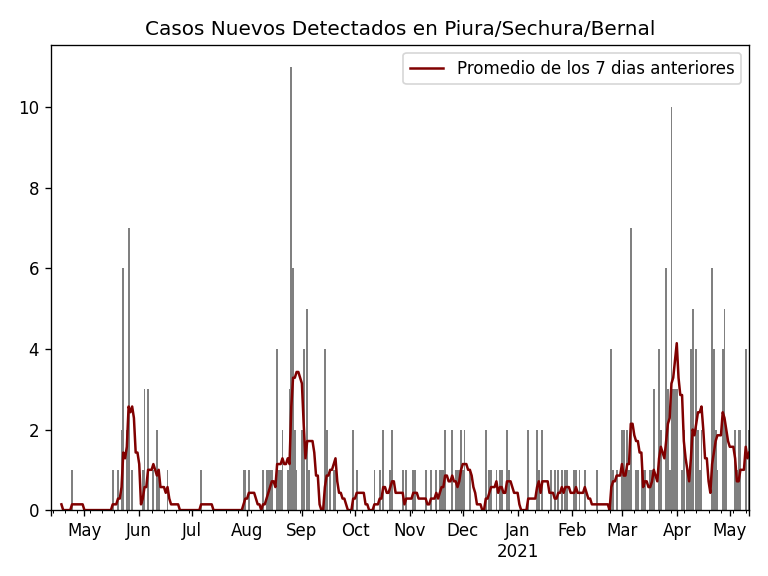 Casos Nuevos Detectados en Piura/Sechura/Bernal
Promedio de los 7 dias anteriores
10
8
6
4
2
0
May Jun Jul Aug Sep Oct Nov Dec Jan Feb Mar Apr May
2021